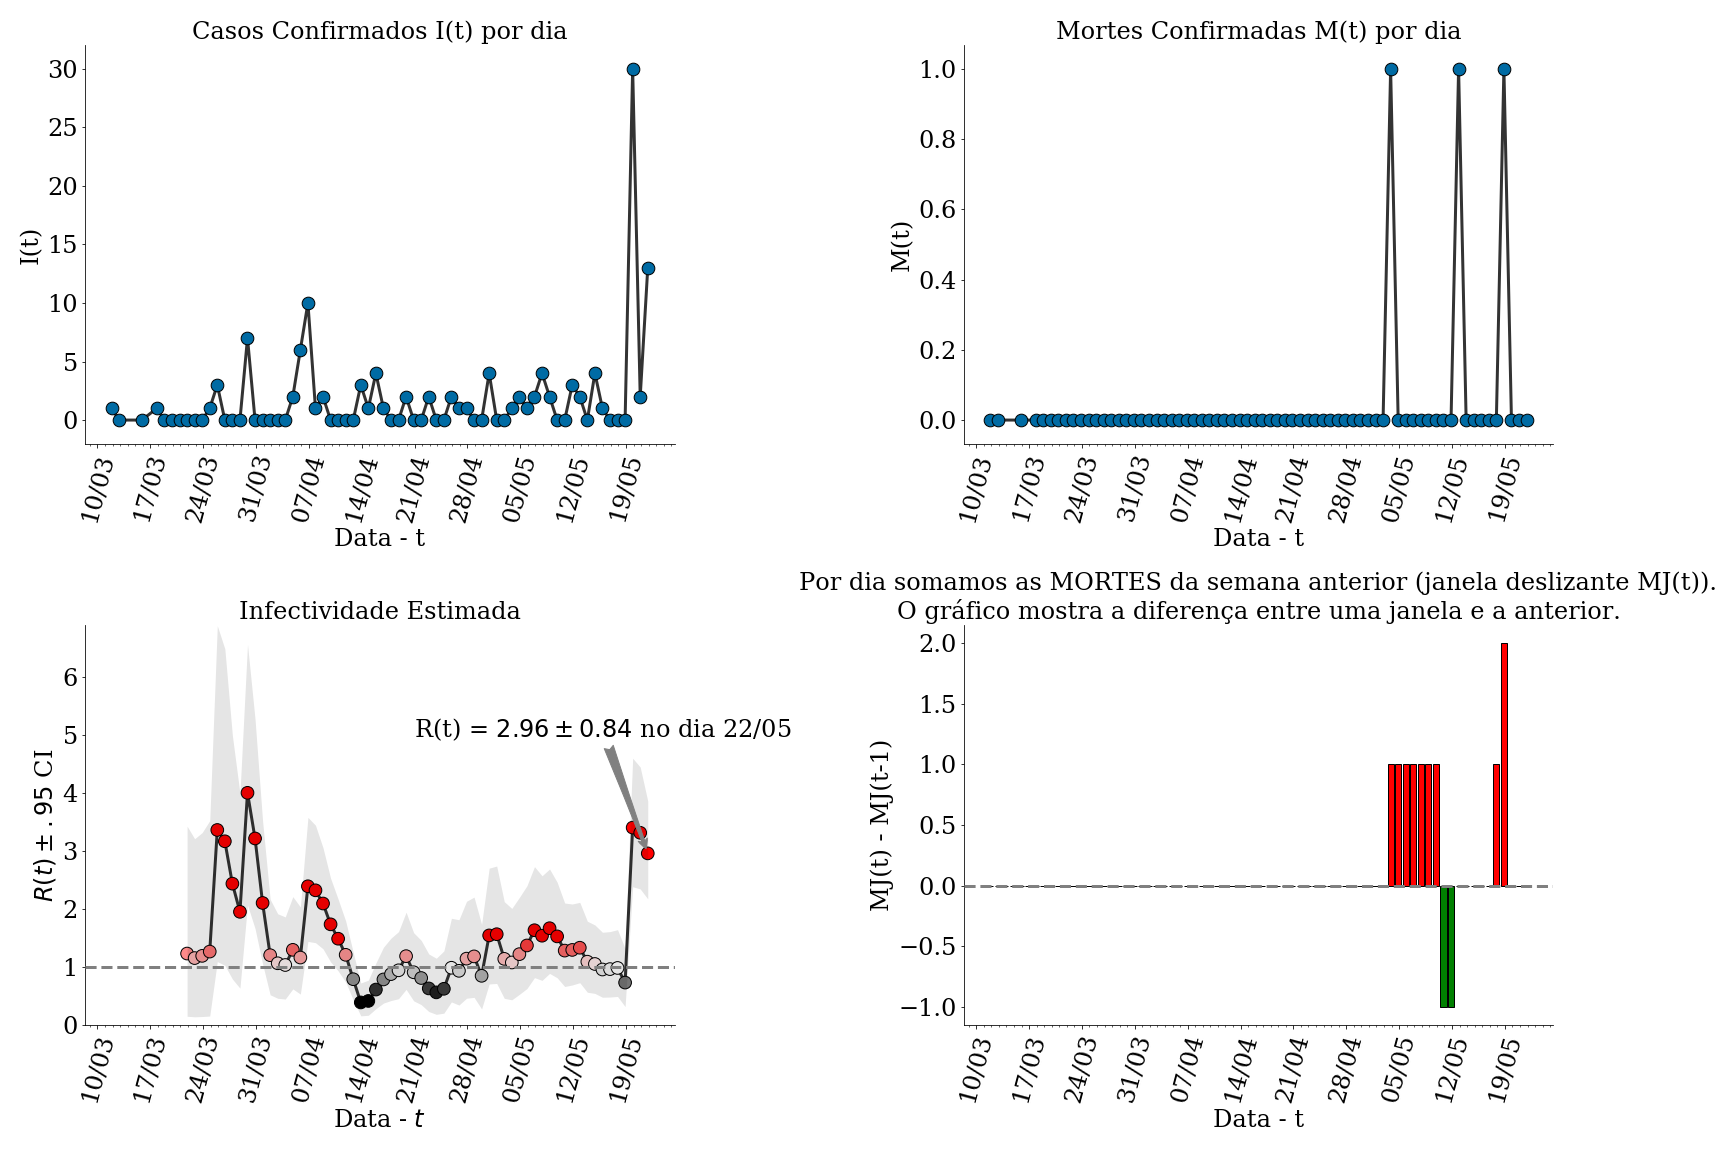 Casos Confirmados I(t) por dia
30
25
20
15
10
5
0
I(t)
10/03 17/03 24/03 31/03 07/04 14/04 21/04 28/04 05/05 12/05 19/05
Data - t
Mortes Confirmadas M(t) por dia
1.0
0.8
0.6
0.4
0.2
0.0
M(t)
10/03 17/03 24/03 31/03 07/04 14/04 21/04 28/04 05/05 12/05 19/05
Data - t
Infectividade Estimada
6
5
4
3
2
1
0
R(t) ± .95 CI
R(t) = 2.96 ± 0.84 no dia 22/05
10/03 17/03 24/03 31/03 07/04 14/04 21/04 28/04 05/05 12/05 19/05
Data - t
Por dia somamos as MORTES da semana anterior (janela deslizante MJ(t)).
O gráfico mostra a diferença entre uma janela e a anterior.
2.0
1.5
1.0
0.5
0.0
−0.5
−1.0
MJ(t) - MJ(t-1)
10/03 17/03 24/03 31/03 07/04 14/04 21/04 28/04 05/05 12/05 19/05
Data - t